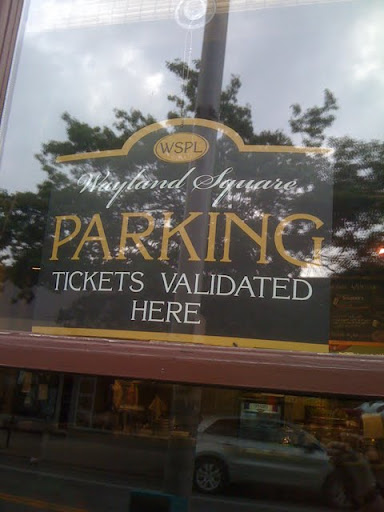 WSPL
Wayland Square
PARKING
TICKETS VALIDATED
HERE